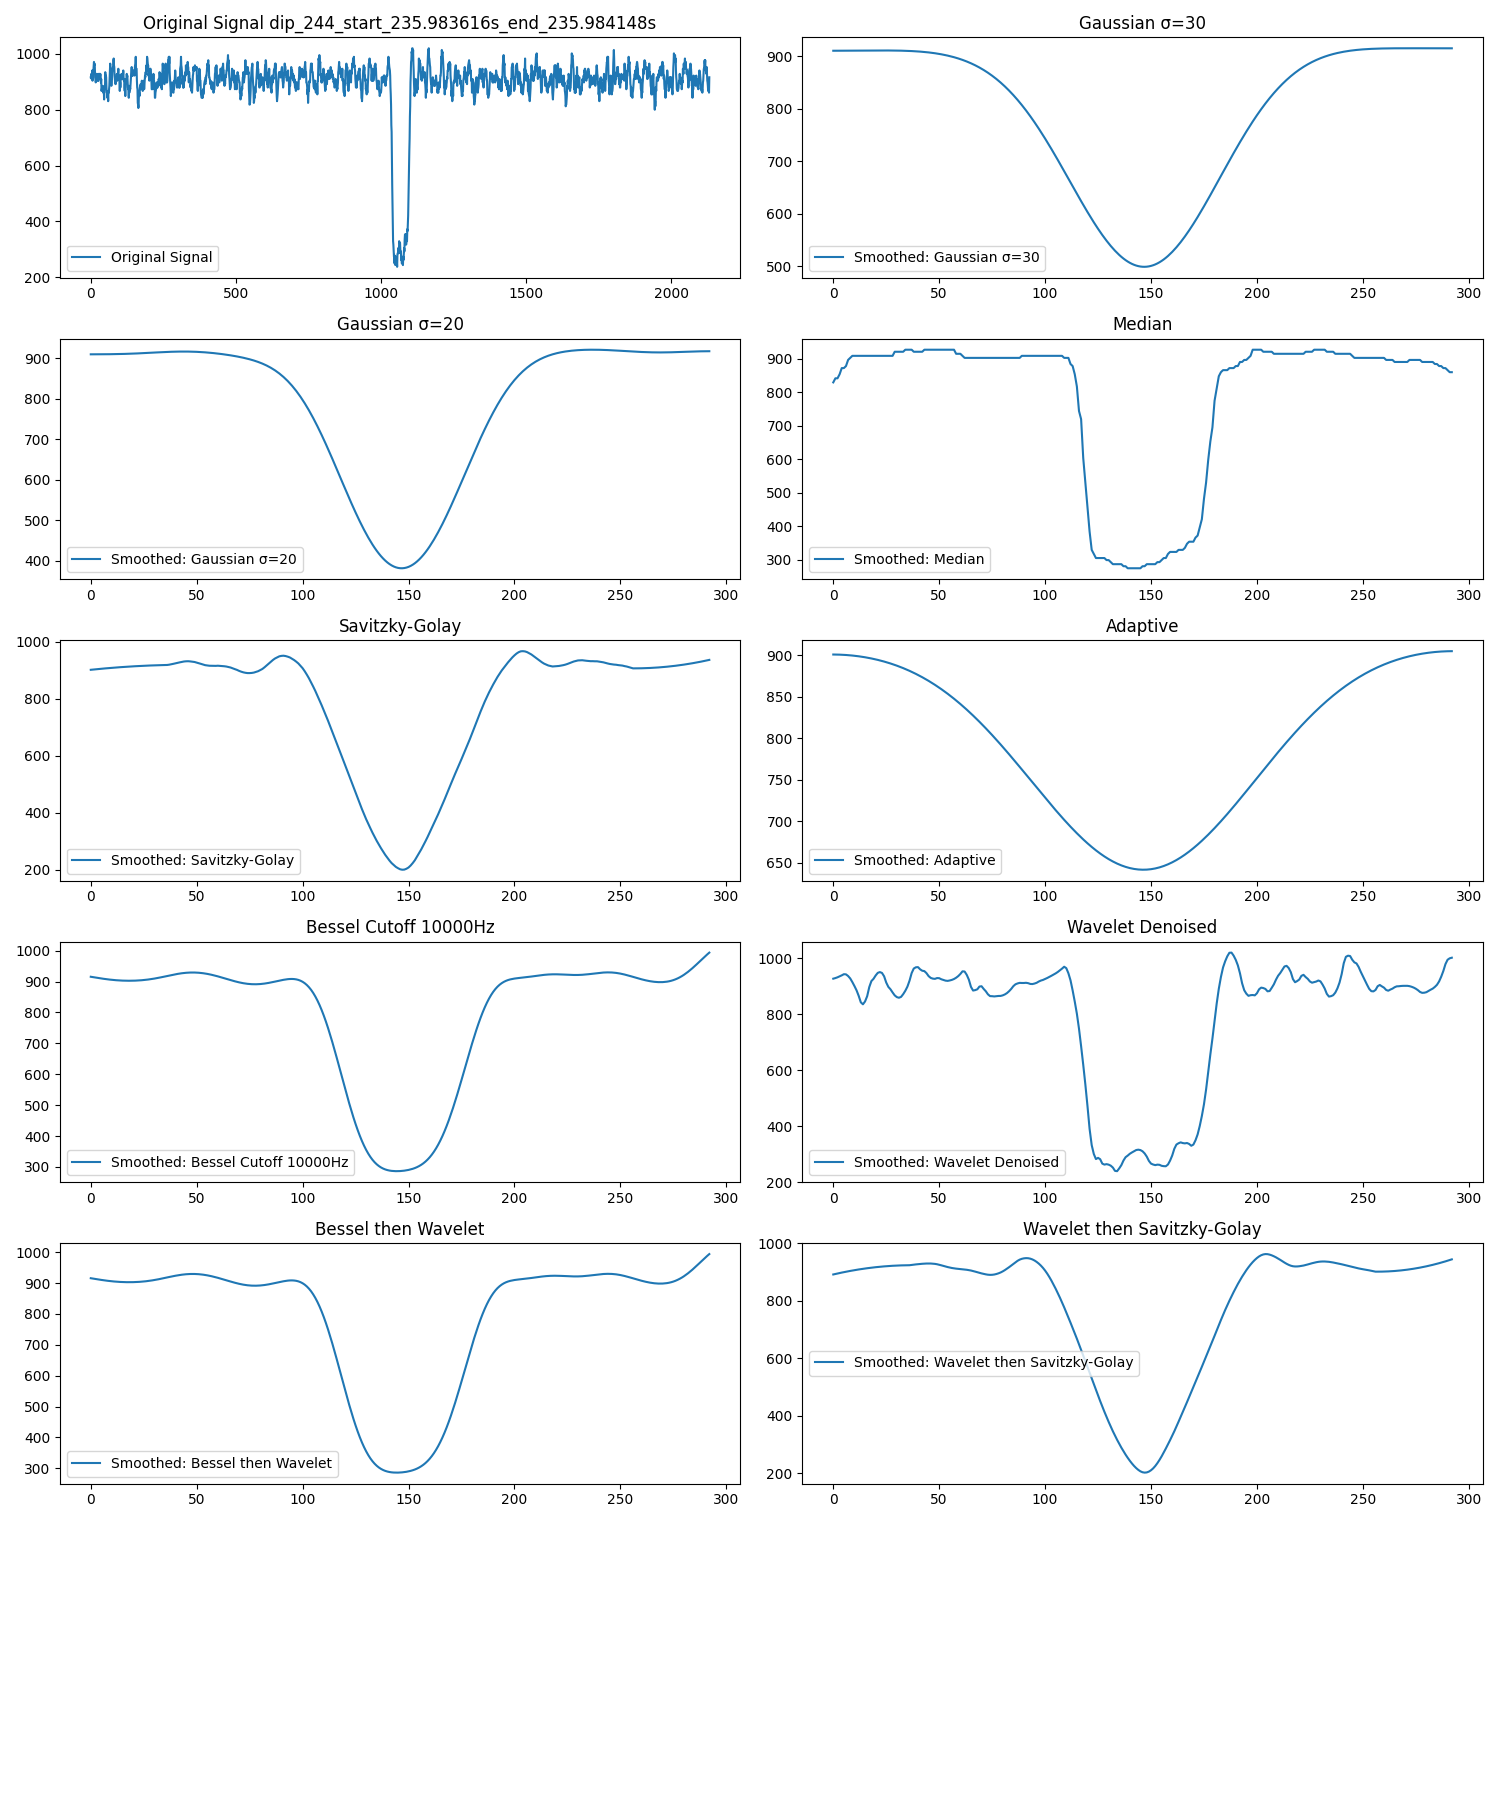 Original Signal dip_244_start_235.983616s_end_235.984148s
1000
800
600
400
200
Original Signal
0 500 1000 1500 2000
Gaussian σ=30
900
800
700
600
500
Smoothed: Gaussian σ=30
0 50 100 150 200 250 300
Gaussian σ=20
900
800
700
600
500
400
Smoothed: Gaussian σ=20
0 50 100 150 200 250 300
Median
900
800
700
600
500
400
300
Smoothed: Median
0 50 100 150 200 250 300
Savitzky-Golay
1000
800
600
400
200
Smoothed: Savitzky-Golay
0 50 100 150 200 250 300
Adaptive
900
850
800
750
700
650
Smoothed: Adaptive
0 50 100 150 200 250 300
Bessel Cutoff 10000Hz
1000
900
800
700
600
500
400
300
Smoothed: Bessel Cutoff 10000Hz
0 50 100 150 200 250 300
Wavelet Denoised
1000
800
600
400
200
Smoothed: Wavelet Denoised
0 50 100 150 200 250 300
Bessel then Wavelet
1000
900
800
700
600
500
400
300
Smoothed: Bessel then Wavelet
0 50 100 150 200 250 300
Wavelet then Savitzky-Golay
1000
800
600
400
200
Smoothed: Wavelet then Savitzky-Golay
0 50 100 150 200 250 300